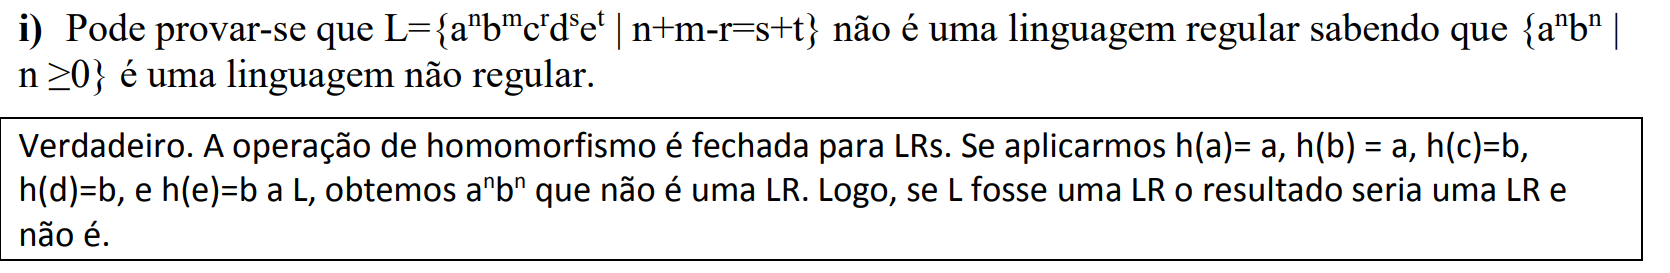 i) Pode provar-se que L={aⁿbᵐcʳdˢeᵗ | n+m-r=s+t} não é uma linguagem regular sabendo que {aⁿbⁿ |
n ≥0} é uma linguagem não regular.
Verdadeiro. A operação de homomorfismo é fechada para LRs. Se aplicarmos h(a)= a, h(b) = a, h(c)=b,
h(d)=b, e h(e)=b a L, obtemos aⁿbⁿ que não é uma LR. Logo, se L fosse uma LR o resultado seria uma LR e
não é.